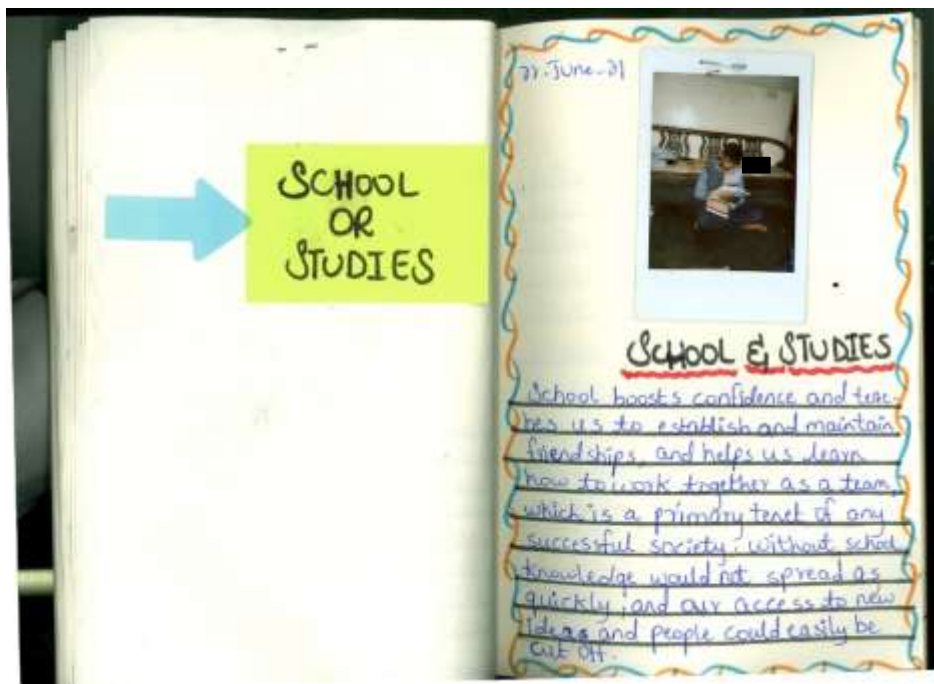 SCHOOL
OR
STUDIES
June-21
SCHOOL & STUDIES
School boosts confidence and teac-
hes us to establish and maintain
friendships, and helps us learn
how to work together as a team,
which is a primary tenet of any
successful society. without school
knowledge would not spread as
quickly, and our access to new
ideas and people could easily be
cut off.